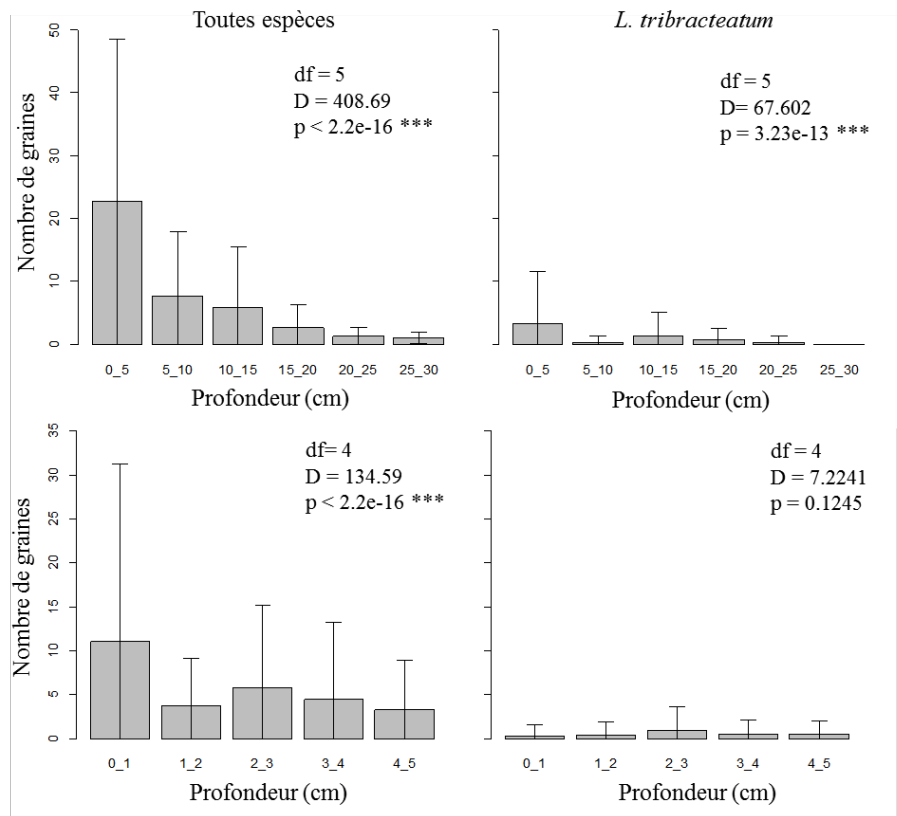 Toutes espèces
L. tribracteatum
Nombre de graines
50
40
30
20
10
0
df = 5
D = 408.69
p < 2.2e-16 ***
0_5 5_10 10_15 15_20 20_25 25_30
Profondeur (cm)
df = 5
D= 67.602
p = 3.23e-13 ***
0_5 5_10 10_15 15_20 20_25 25_30
Profondeur (cm)
Nombre de graines
35
30
25
20
15
10
5
0
df= 4
D = 134.59
p < 2.2e-16 ***
0_1 1_2 2_3 3_4 4_5
Profondeur (cm)
df = 4
D = 7.2241
p = 0.1245
0_1 1_2 2_3 3_4 4_5
Profondeur (cm)